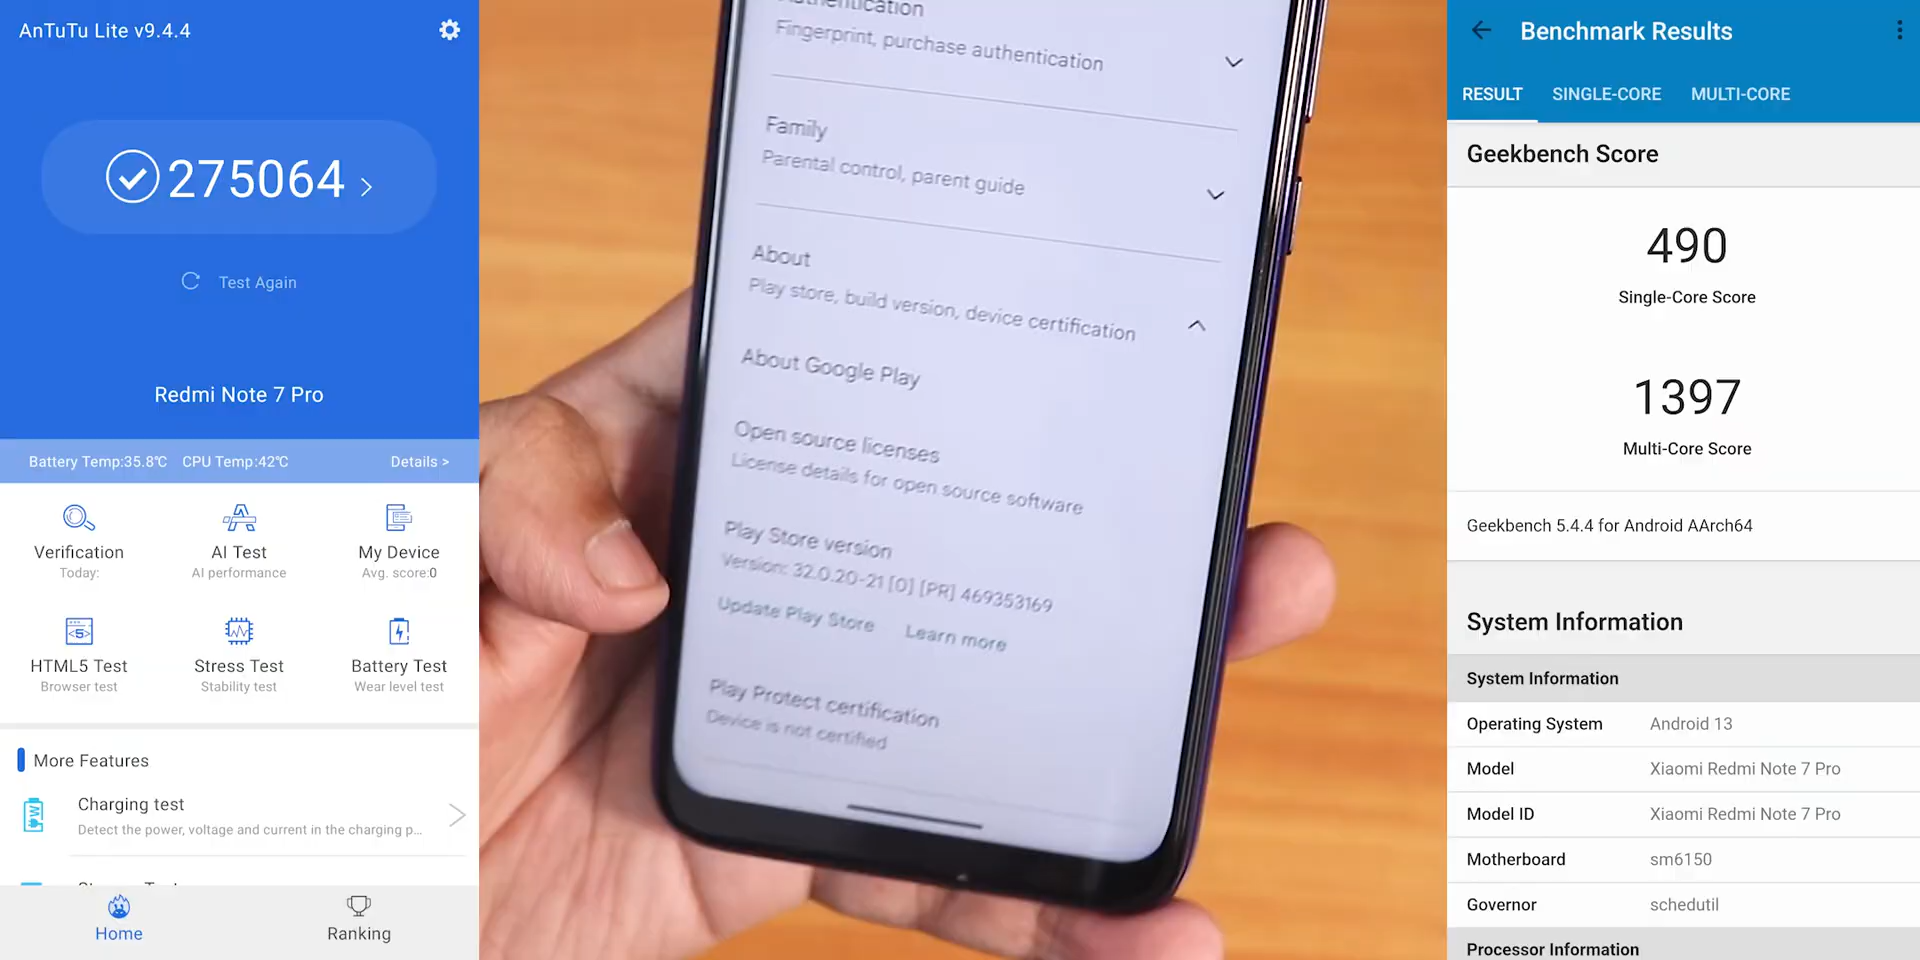 AnTuTu Lite v9.4.4
275064 >
Test Again
Redmi Note 7 Pro
Battery Temp:35.8℃ CPU Temp:42℃ Details >
Verification
Today:
AI Test
AI performance
My Device
Avg. score:0
HTML5 Test
Browser test
Stress Test
Stability test
Battery Test
Wear level test
More Features
Charging test
Detect the power, voltage and current in the charging p...
Home
Ranking
Authentication
Fingerprint, purchase authentication
Family
Parental control, parent guide
About
Play store, build version, device certification
About Google Play
Open source licenses
License details for open source software
Play Store version
Version: 32.0.20-21 [0] [PR] 469353169
Update Play Store Learn more
Play Protect certification
Device is not certified
Benchmark Results
RESULT SINGLE-CORE MULTI-CORE
Geekbench Score
490
Single-Core Score
1397
Multi-Core Score
Geekbench 5.4.4 for Android AArch64
System Information
System Information
Operating System Android 13
Model Xiaomi Redmi Note 7 Pro
Model ID Xiaomi Redmi Note 7 Pro
Motherboard sm6150
Governor schedutil
Processor Information